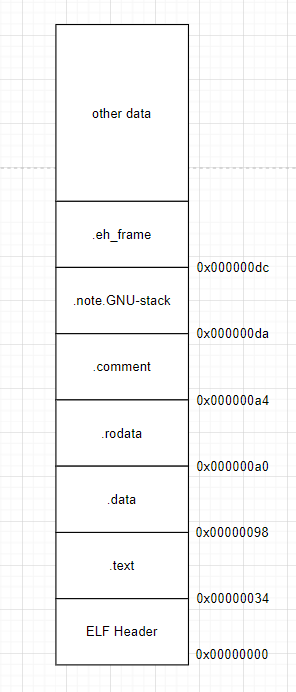 other data
.eh_frame
0x000000dc
.note.GNU-stack
0x000000da
.comment
0x000000a4
.rodata
0x000000a0
.data
0x00000098
.text
0x00000034
ELF Header
0x00000000